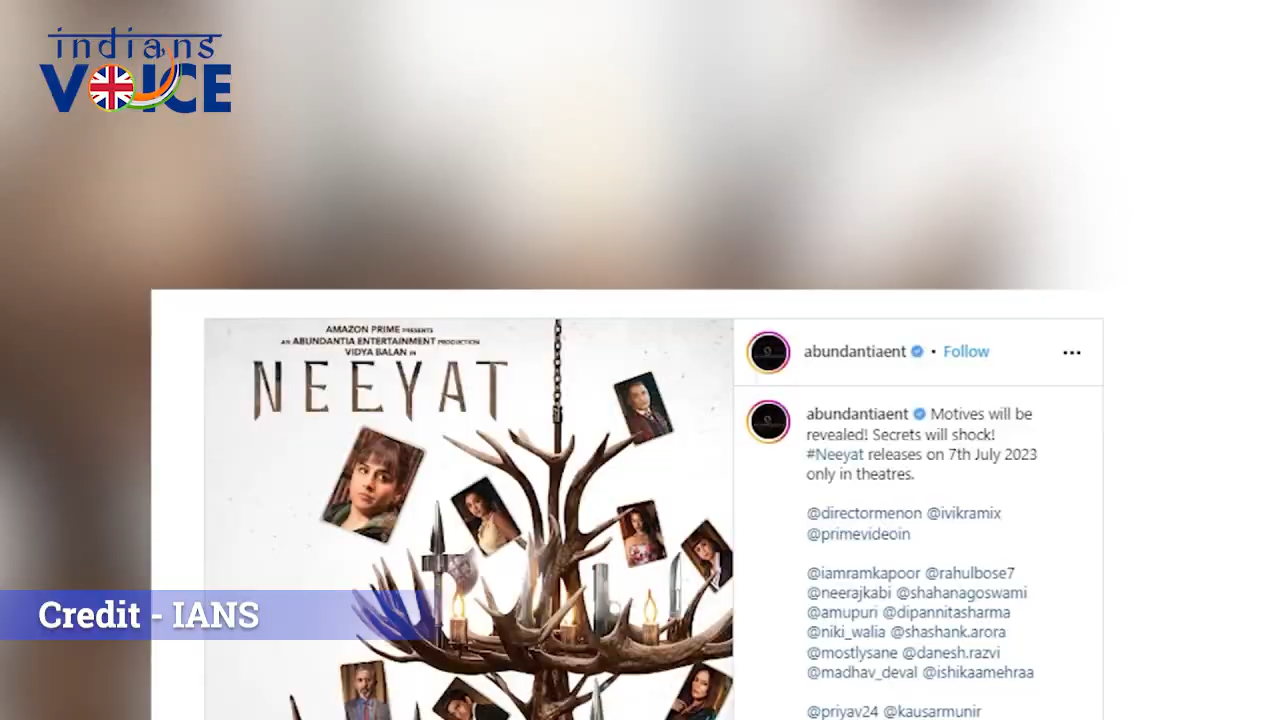 indians
VOICE
AMAZON PRIME PRESENTS
AN ABUNDANTIA ENTERTAINMENT PRODUCTION
VIDYA BALAN IN
NEEYAT
abundantiaent • Follow
abundantiaent Motives will be
revealed! Secrets will shock!
#Neeyat releases on 7th July 2023
only in theatres.
@directormenon @ivikramix
@primevideoin
@iamramkapoor @rahulbose7
@neerajkabi @shahanagoswami
@amupuri @dipannitasharma
@niki_walia @shashank.arora
@mostlysane @danesh.razvi
@madhav_deval @ishikaamehraa
@priyav24 @kausarmunir
Credit - IANS